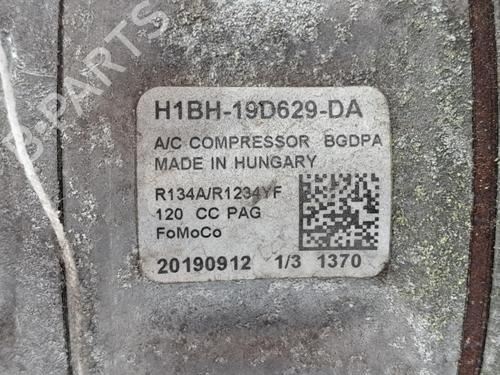 B-PARTS
H1BH-19D629-DA
A/C COMPRESSOR BGDPA
MADE IN HUNGARY
R134A/R1234YF
120 CC PAG
FoMoCo
20190912 1/3 1370